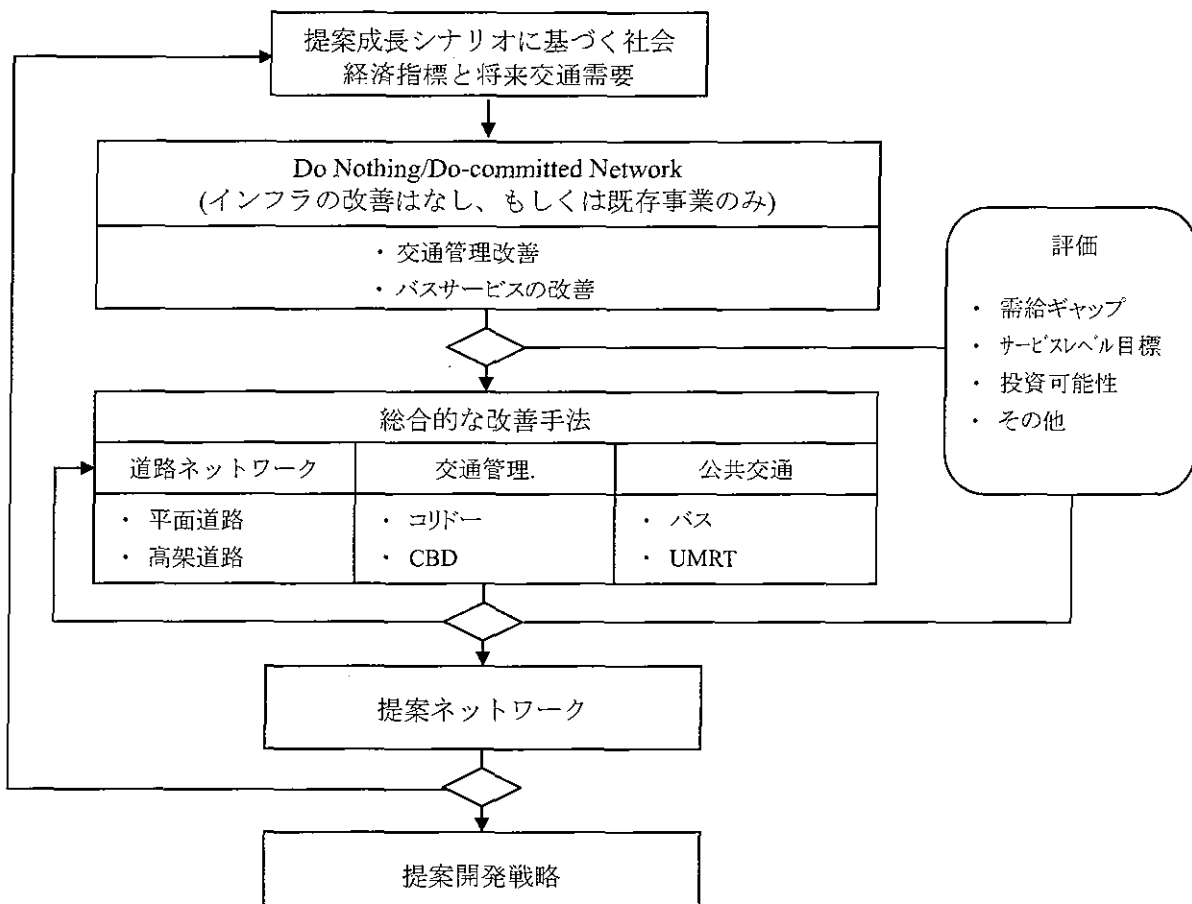 提案成長シナリオに基づく社会
経済指標と将来交通需要
Do Nothing/Do-committed Network
(インフラの改善はなし、もしくは既存事業のみ)
・ 交通管理改善
・ バスサービスの改善
評価
・ 需給ギャップ
・ ｻｰﾋﾞｽﾚﾍﾞﾙ目標
・ 投資可能性
・ その他
総合的な改善手法
道路ネットワーク
交通管理.
公共交通
・ 平面道路
・ 高架道路
・ コリドー
・ CBD
・ バス
・ UMRT
提案ネットワーク
提案開発戦略